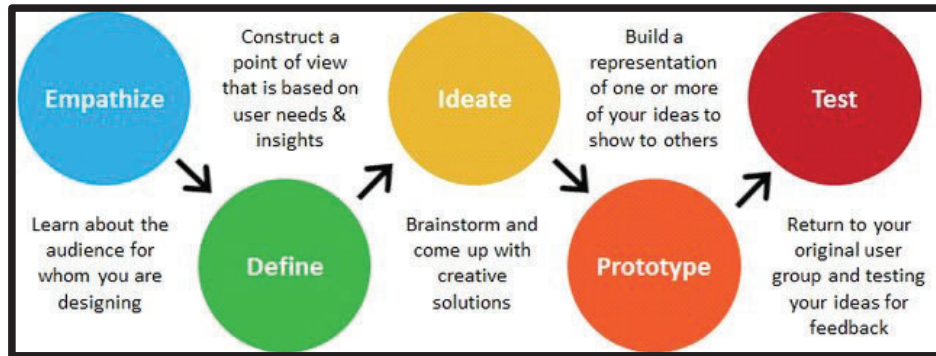 Empathize
Learn about the
audience for
whom you are
designing
Construct a
point of view
that is based on
user needs &
insights
Define
Ideate
Brainstorm and
come up with
creative
solutions
Build a
representation
of one or more
of your ideas to
show to others
Prototype
Test
Return to your
original user
group and testing
your ideas for
feedback